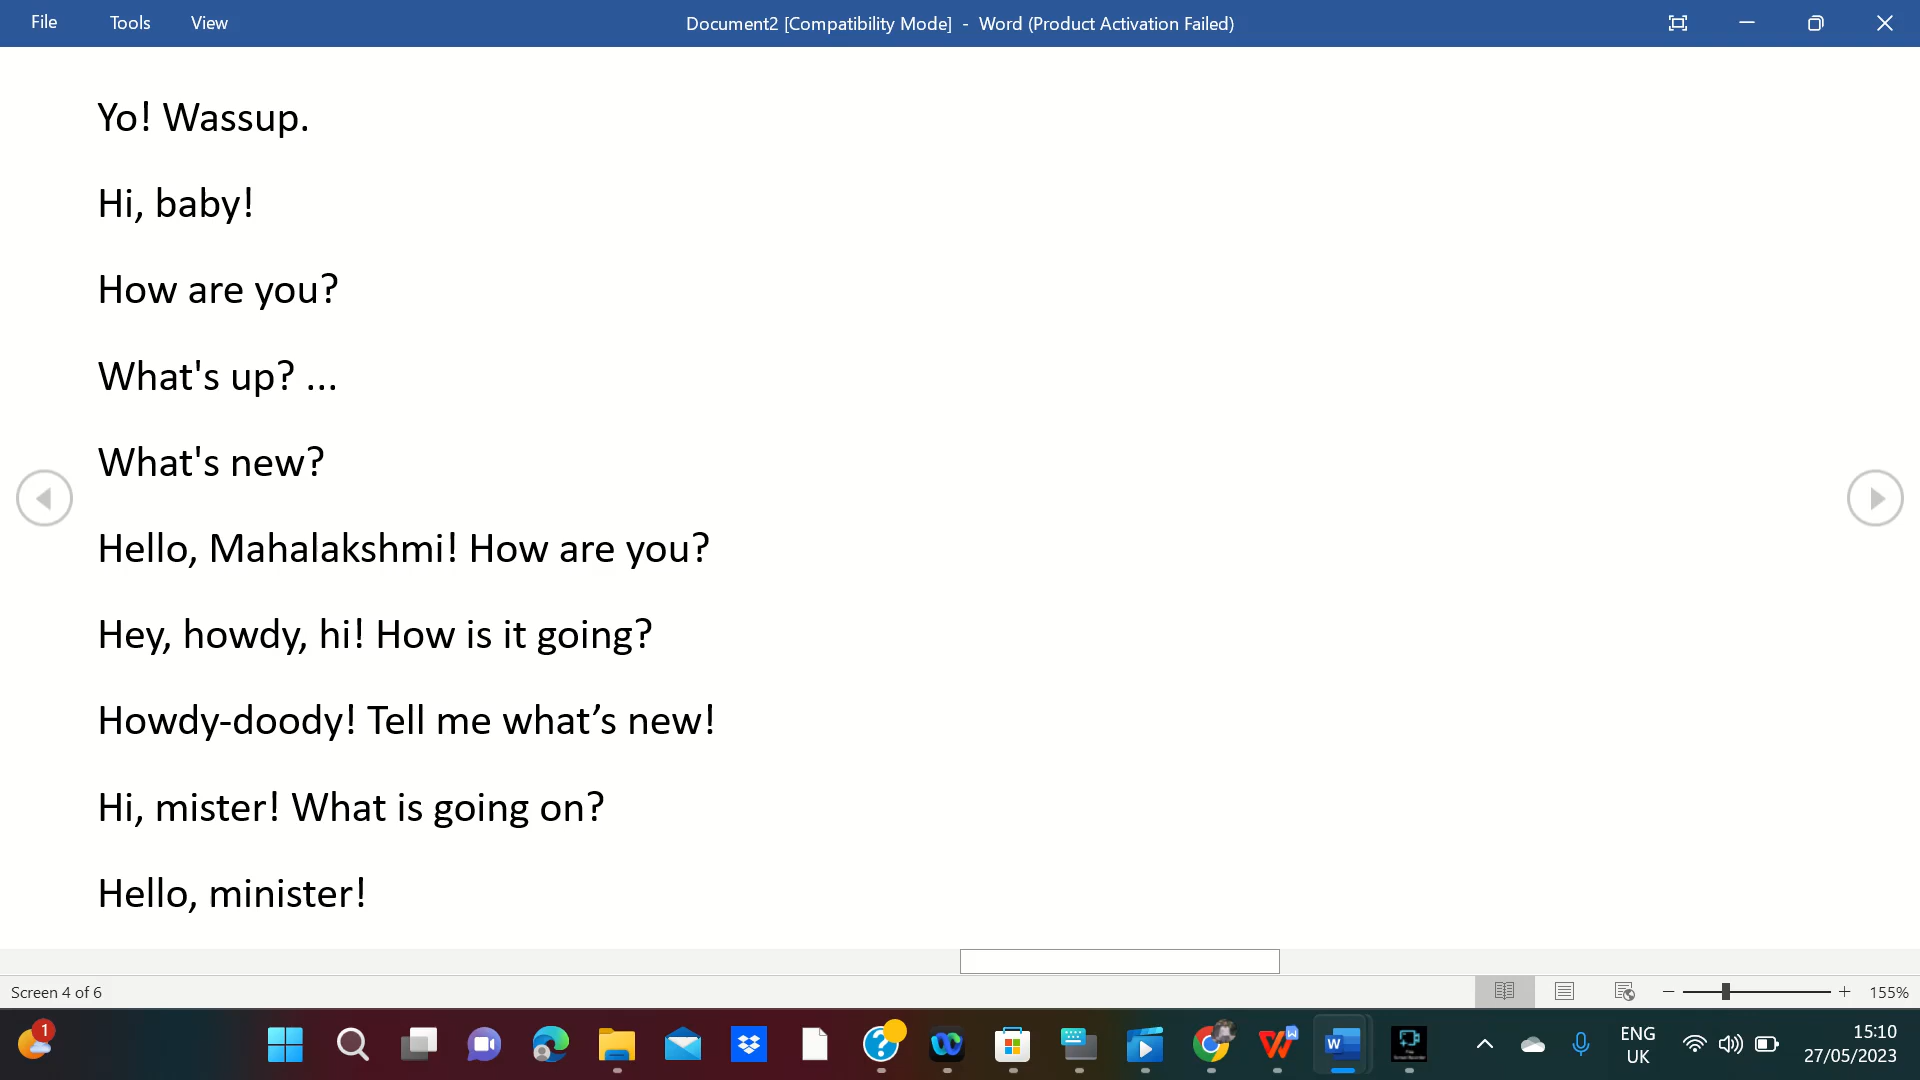 File Tools View Document2 [Compatibility Mode] - Word (Product Activation Failed)
Yo! Wassup.
Hi, baby!
How are you?
What's up? ...
What's new?
Hello, Mahalakshmi! How are you?
Hey, howdy, hi! How is it going?
Howdy-doody! Tell me what’s new!
Hi, mister! What is going on?
Hello, minister!
Screen 4 of 6 155%
1 ENG 15:10
UK 27/05/2023